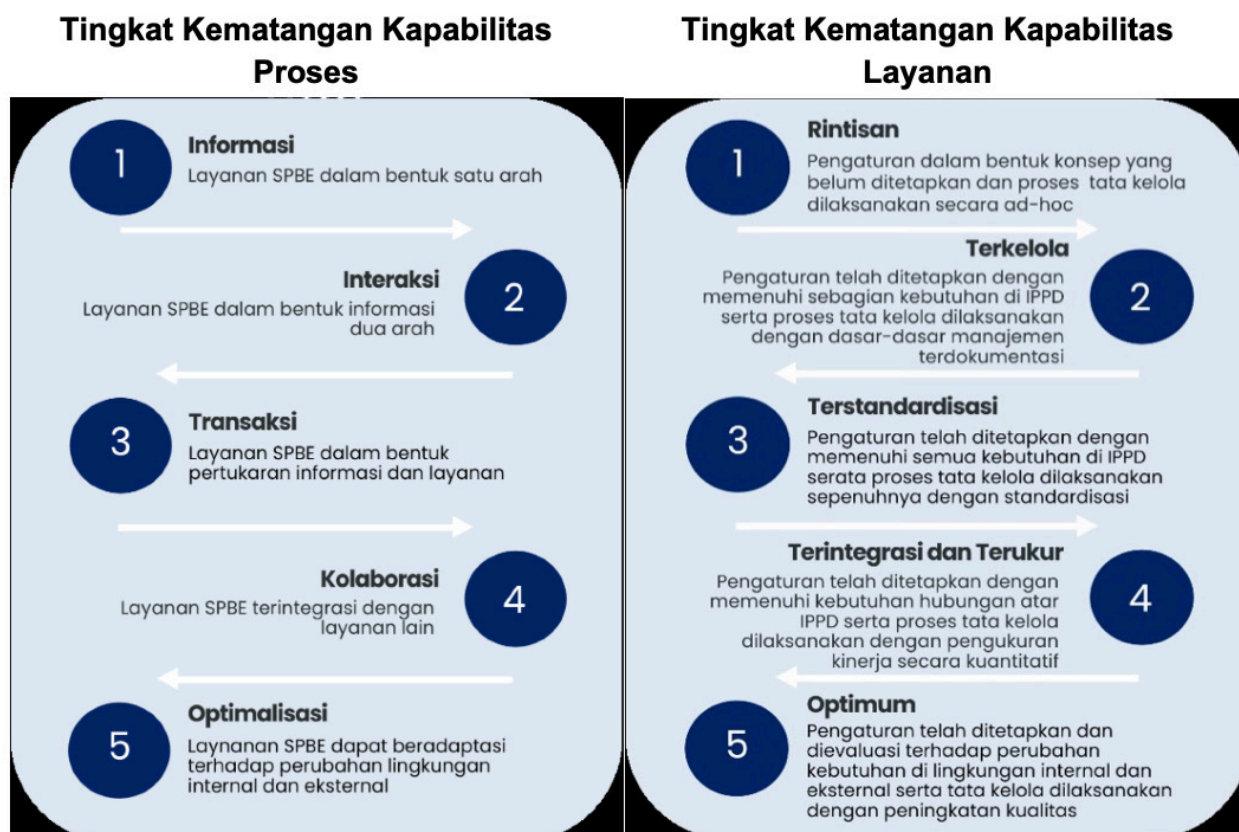 Tingkat Kematangan Kapabilitas
Proses
1
Informasi
Layanan SPBE dalam bentuk satu arah
Interaksi
2
Layanan SPBE dalam bentuk informasi
dua arah
3
Transaksi
Layanan SPBE dalam bentuk
pertukaran informasi dan layanan
Kolaborasi
4
Layanan SPBE terintegrasi dengan
layanan lain
5
Optimalisasi
Laynanan SPBE dapat beradaptasi
terhadap perubahan lingkungan
internal dan eksternal
Tingkat Kematangan Kapabilitas
Layanan
1
Rintisan
Pengaturan dalam bentuk konsep yang
belum ditetapkan dan proses tata kelola
dilaksanakan secara ad-hoc
Terkelola
2
Pengaturan telah ditetapkan dengan
memenuhi sebagian kebutuhan di IPPD
serta proses tata kelola dilaksanakan
dengan dasar-dasar manajemen
terdokumentasi
3
Terstandardisasi
Pengaturan telah ditetapkan dengan
memenuhi semua kebutuhan di IPPD
serata proses tata kelola dilaksanakan
sepenuhnya dengan standardisasi
Terintegrasi dan Terukur
4
Pengaturan telah ditetapkan dengan
memenuhi kebutuhan hubungan atar
IPPD serta proses tata kelola
dilaksanakan dengan pengukuran
kinerja secara kuantitatif
5
Optimum
Pengaturan telah ditetapkan dan
dievaluasi terhadap perubahan
kebutuhan di lingkungan internal dan
eksternal serta tata kelola dilaksanakan
dengan peningkatan kualitas